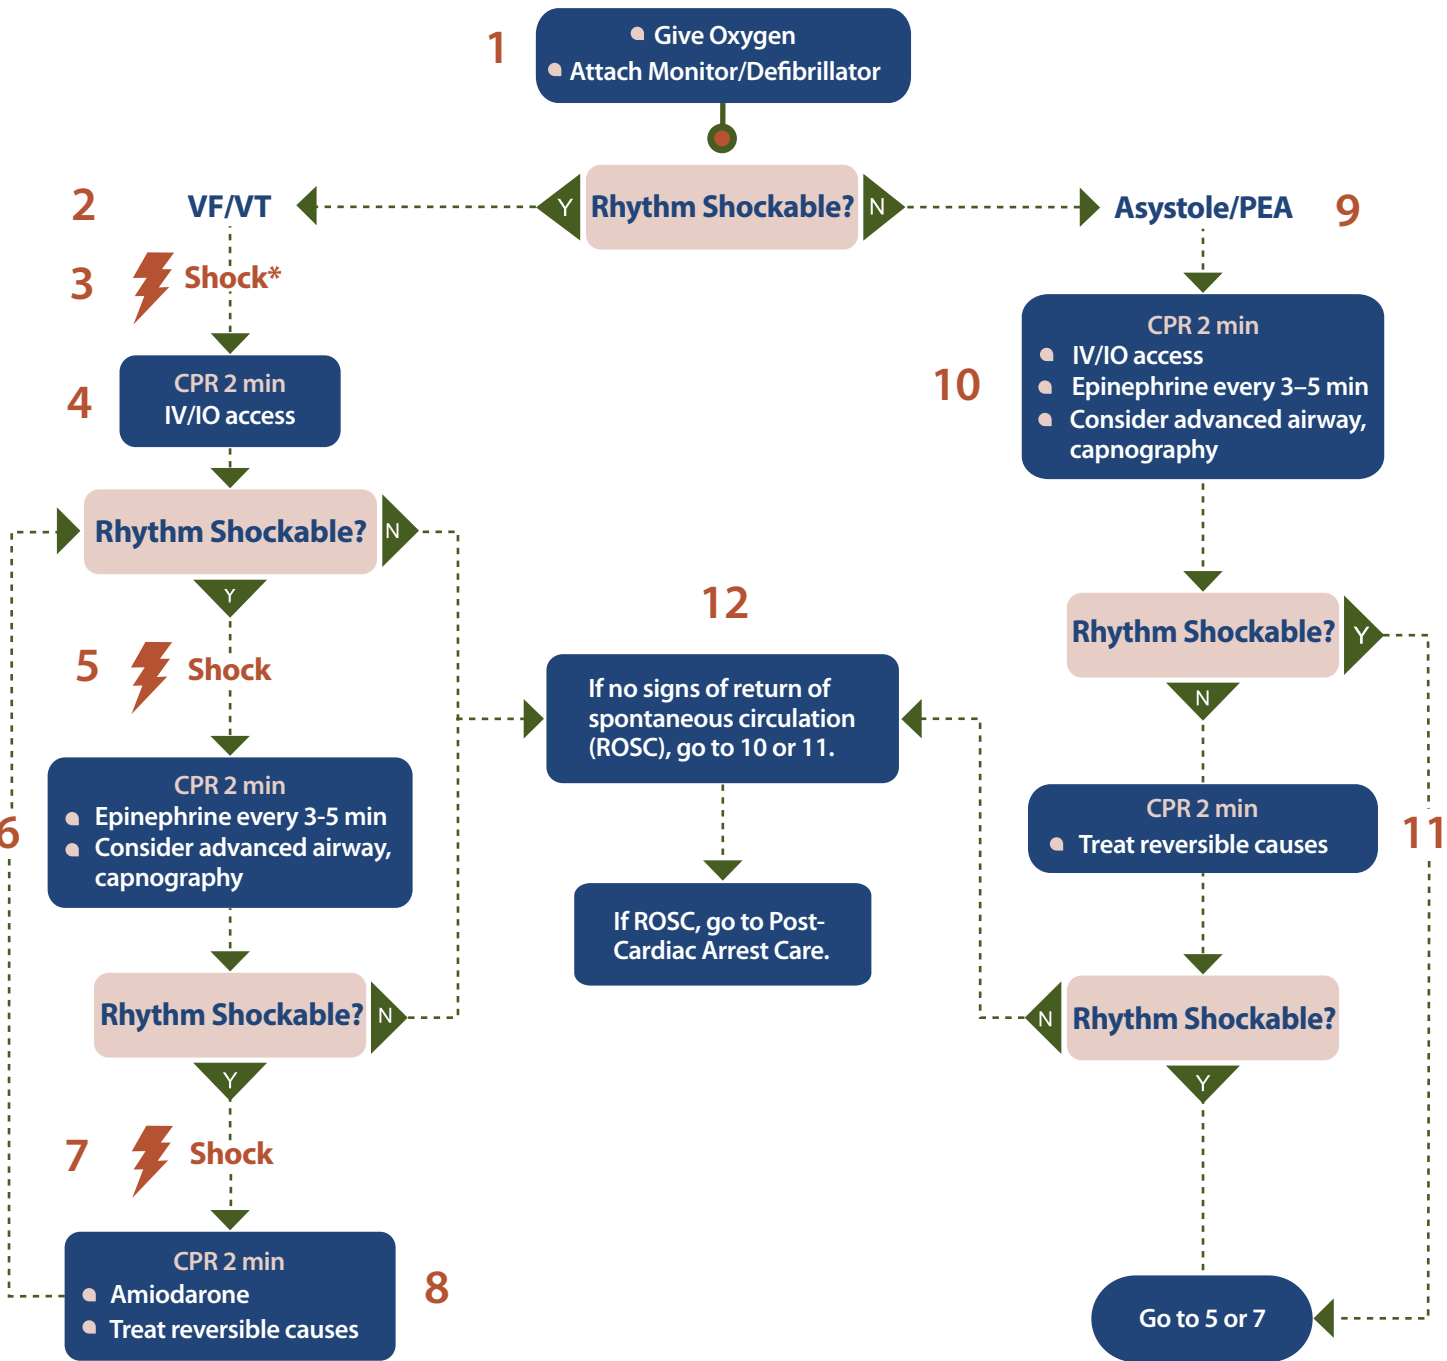 1
Give Oxygen
Attach Monitor/Defibrillator
Y
Rhythm Shockable?
N
2
VF/VT
3
Shock*
4
CPR 2 min
IV/IO access
Rhythm Shockable?
N
Y
5
Shock
6
CPR 2 min
Epinephrine every 3-5 min
Consider advanced airway,
capnography
Rhythm Shockable?
N
Y
7
Shock
CPR 2 min
Amiodarone
Treat reversible causes
8
Asystole/PEA
9
10
CPR 2 min
IV/IO access
Epinephrine every 3–5 min
Consider advanced airway,
capnography
Rhythm Shockable?
Y
N
11
CPR 2 min
Treat reversible causes
N
Rhythm Shockable?
Y
Go to 5 or 7
12
If no signs of return of
spontaneous circulation
(ROSC), go to 10 or 11.
If ROSC, go to Post-
Cardiac Arrest Care.